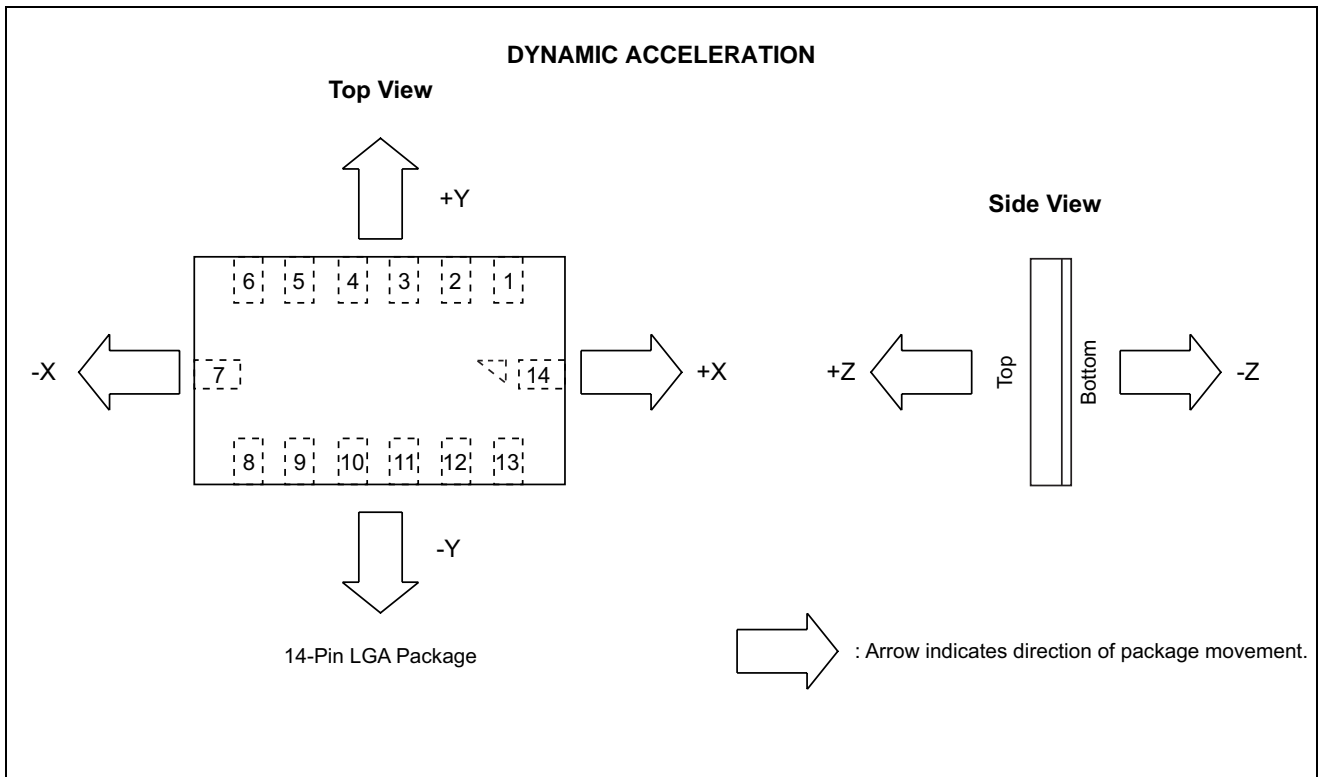 DYNAMIC ACCELERATION
Top View
+Y
Side View
6 5 4 3 2 1
-X
7
14
+X
+Z
Top
Bottom
-Z
8 9 10 11 12 13
-Y
14-Pin LGA Package
: Arrow indicates direction of package movement.